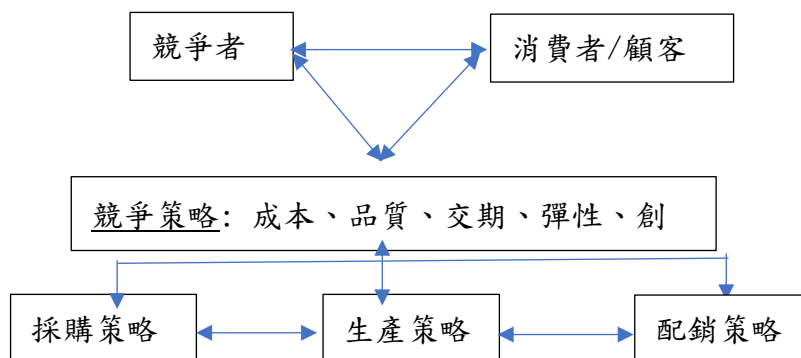 競爭者
消費者/顧客
競爭策略: 成本、品質、交期、彈性、創
採購策略
生產策略
配銷策略